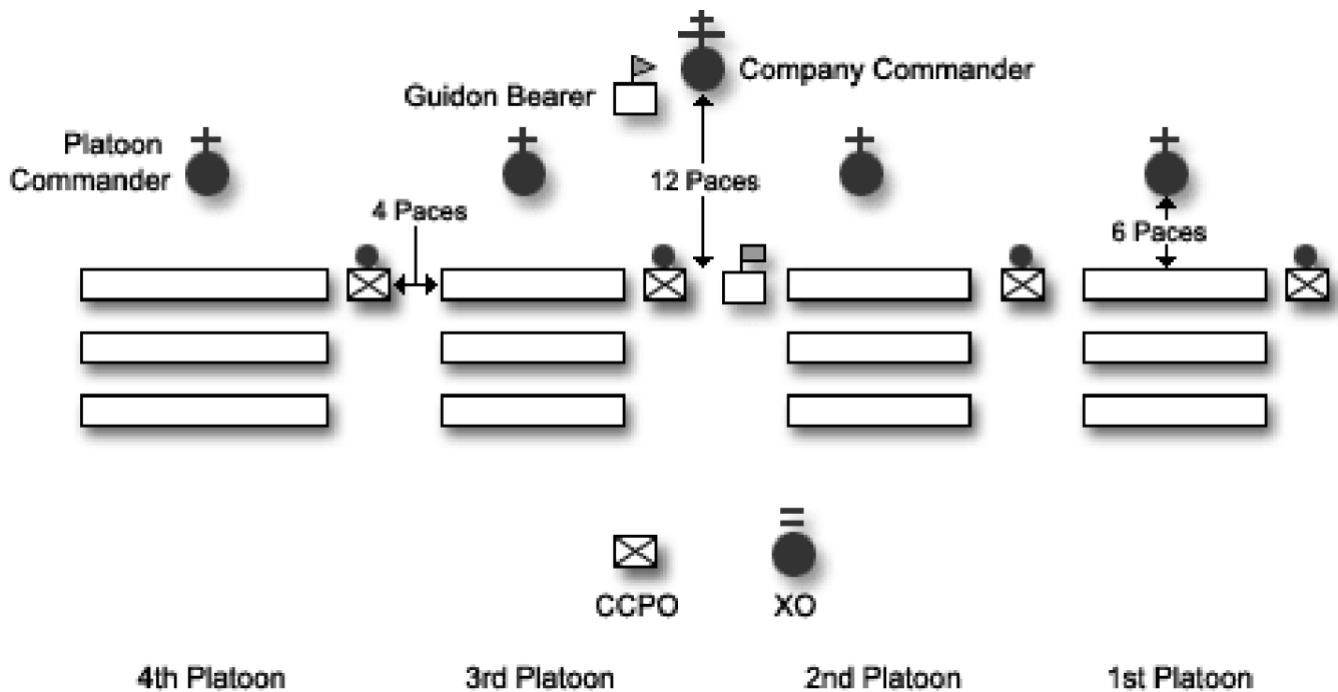 Company Commander
Guidon Bearer
Platoon
Commander
12 Paces
4 Paces
6 Paces
CCPO
XO
4th Platoon
3rd Platoon
2nd Platoon
1st Platoon